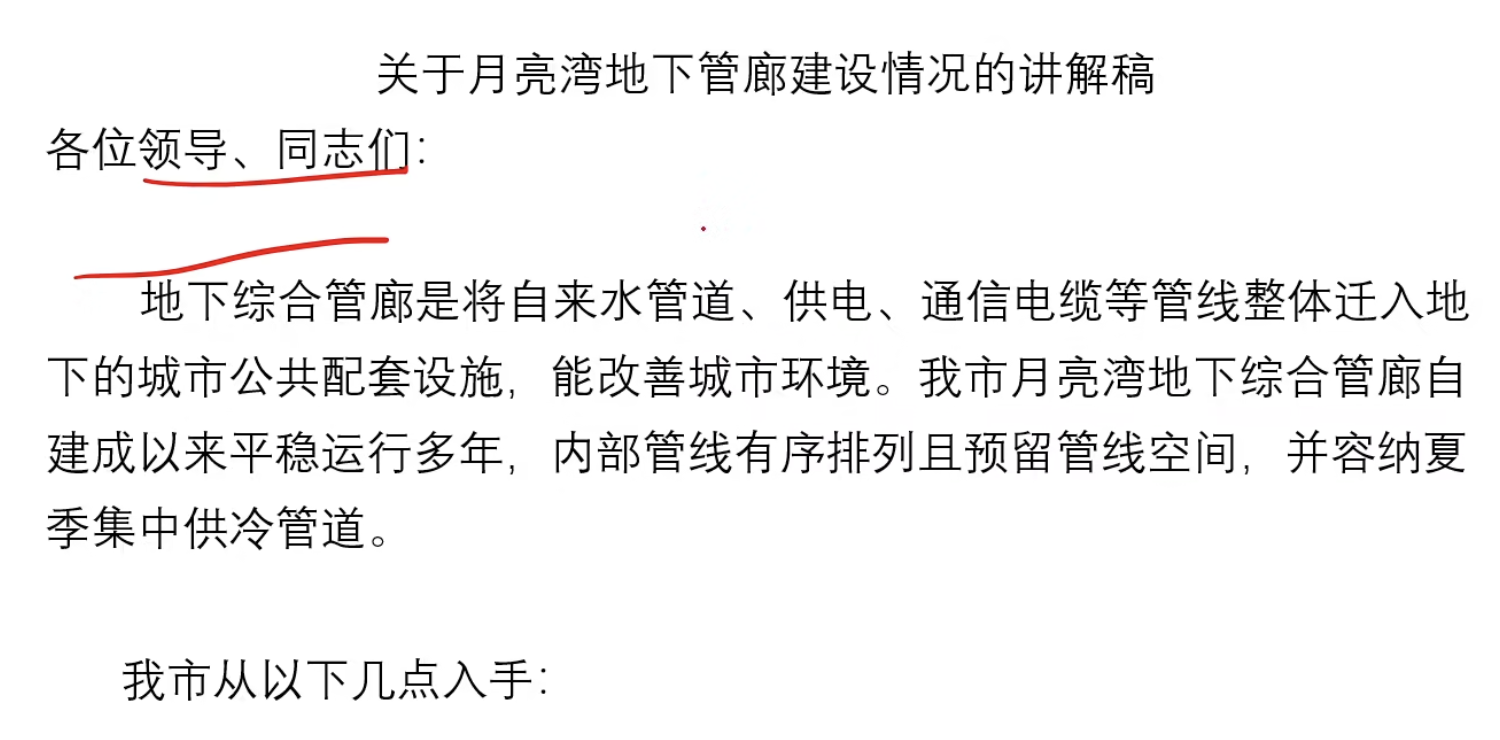 关于月亮湾地下管廊建设情况的讲解稿
各位领导、同志们：
地下综合管廊是将自来水管道、供电、通信电缆等管线整体迁入地
下的城市公共配套设施，能改善城市环境。我市月亮湾地下综合管廊自
建成以来平稳运行多年，内部管线有序排列且预留管线空间，并容纳夏
季集中供冷管道。
我市从以下几点入手：